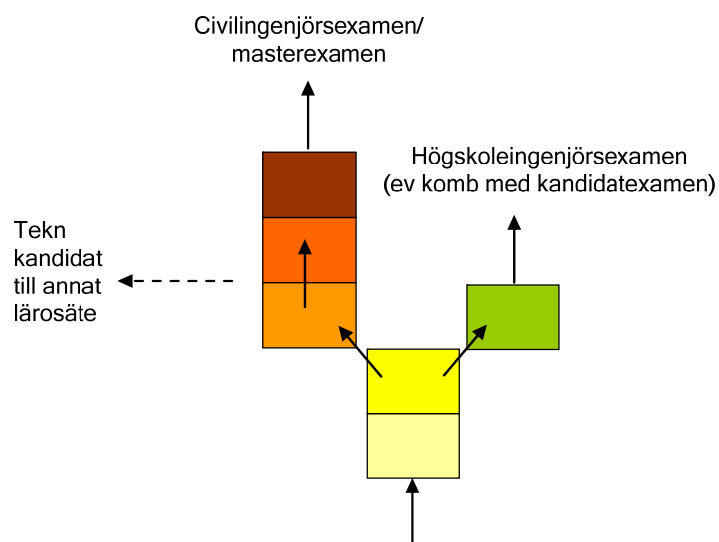 Civilingenjörsexamen/
masterexamen
Högskoleingenjörsexamen
(ev komb med kandidatexamen)
Tekn
kandidat
till annat
lärosäte